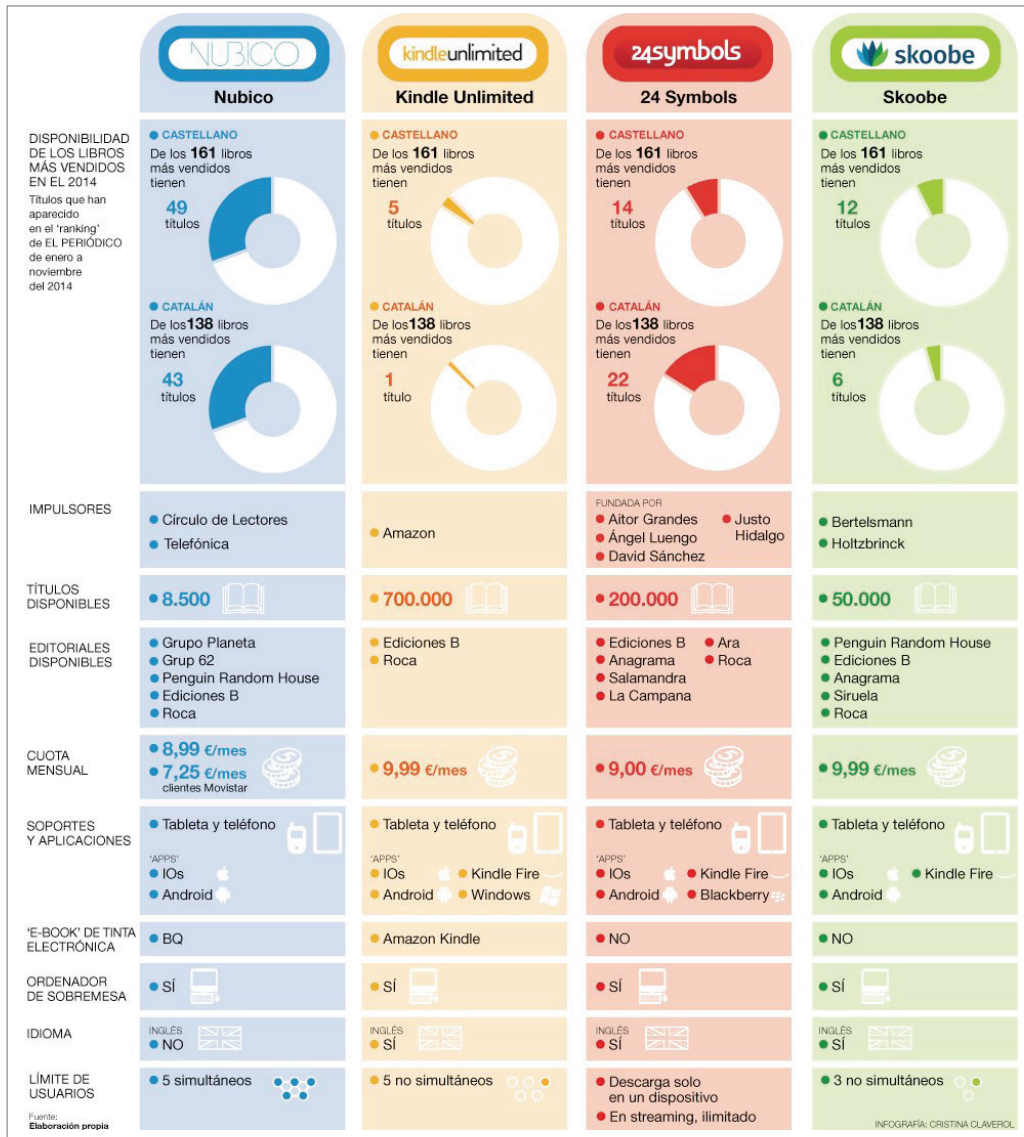 NUBICO
Nubico
kindleunlimited
Kindle Unlimited
24symbols
24 Symbols
skoobe
Skoobe
DISPONIBILIDAD
DE LOS LIBROS
MÁS VENDIDOS
EN EL 2014
Títulos que han
aparecido
en el ‘ranking’
de EL PERIÓDICO
de enero a
noviembre
del 2014
CASTELLANO
De los 161 libros
más vendidos
tienen
49
títulos
CATALÁN
De los138 libros
más vendidos
tienen
43
títulos
CASTELLANO
De los 161 libros
más vendidos
tienen
5
títulos
CATALÁN
De los138 libros
más vendidos
tienen
1
título
CASTELLANO
De los 161 libros
más vendidos
tienen
14
títulos
CATALÁN
De los138 libros
más vendidos
tienen
22
títulos
CASTELLANO
De los 161 libros
más vendidos
tienen
12
títulos
CATALÁN
De los138 libros
más vendidos
tienen
6
títulos
IMPULSORES
Círculo de Lectores
Telefónica
Amazon
FUNDADA POR
Aitor Grandes
Ángel Luengo
David Sánchez
Justo
Hidalgo
Bertelsmann
Holtzbrinck
TÍTULOS
DISPONIBLES
8.500
700.000
200.000
50.000
EDITORIALES
DISPONIBLES
Grupo Planeta
Grup 62
Penguin Random House
Ediciones B
Roca
Ediciones B
Roca
Ediciones B
Anagrama
Salamandra
La Campana
Ara
Roca
Penguin Random House
Ediciones B
Anagrama
Siruela
Roca
CUOTA
MENSUAL
8,99 €/mes
7,25 €/mes
clientes Movistar
9,99 €/mes
9,00 €/mes
9,99 €/mes
SOPORTES
Y APLICACIONES
Tableta y teléfono
‘APPS’
IOs
Android
Tableta y teléfono
‘APPS’
IOs
Android
Kindle Fire
Windows
Tableta y teléfono
‘APPS’
IOs
Android
Kindle Fire
Blackberry
Tableta y teléfono
‘APPS’
IOs
Android
Kindle Fire
‘E-BOOK’ DE TINTA
ELECTRÓNICA
BQ
Amazon Kindle
NO
NO
ORDENADOR
DE SOBREMESA
SÍ
SÍ
SÍ
SÍ
IDIOMA
INGLÉS
NO
INGLÉS
SÍ
INGLÉS
SÍ
INGLÉS
SÍ
LÍMITE DE
USUARIOS
5 simultáneos
5 no simultáneos
Descarga solo
en un dispositivo
En streaming, ilimitado
3 no simultáneos
Fuente:
Elaboración propia
INFOGRAFÍA: CRISTINA CLAVEROL